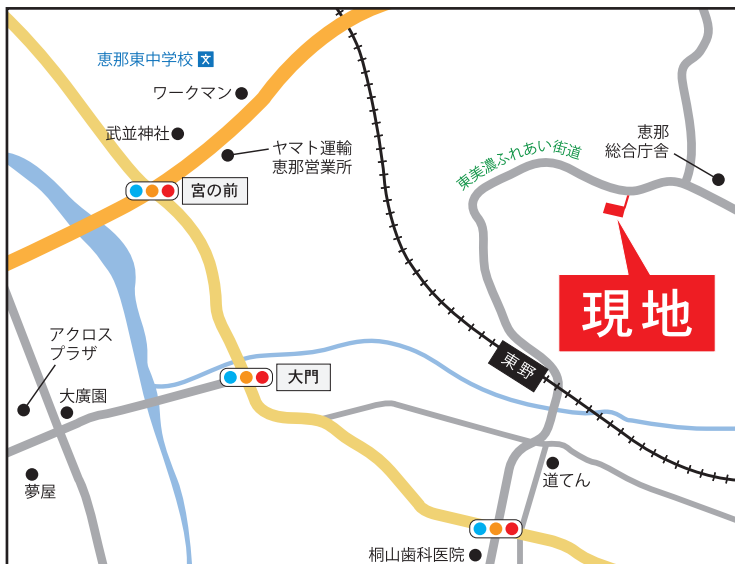 恵那東中学校 文
ワークマン
武並神社
ヤマト運輸
恵那営業所
宮の前
東美濃ふれあい街道
恵那
総合庁舎
現地
アクロス
プラザ
大廣園
大門
東野
夢屋
道てん
桐山歯科医院